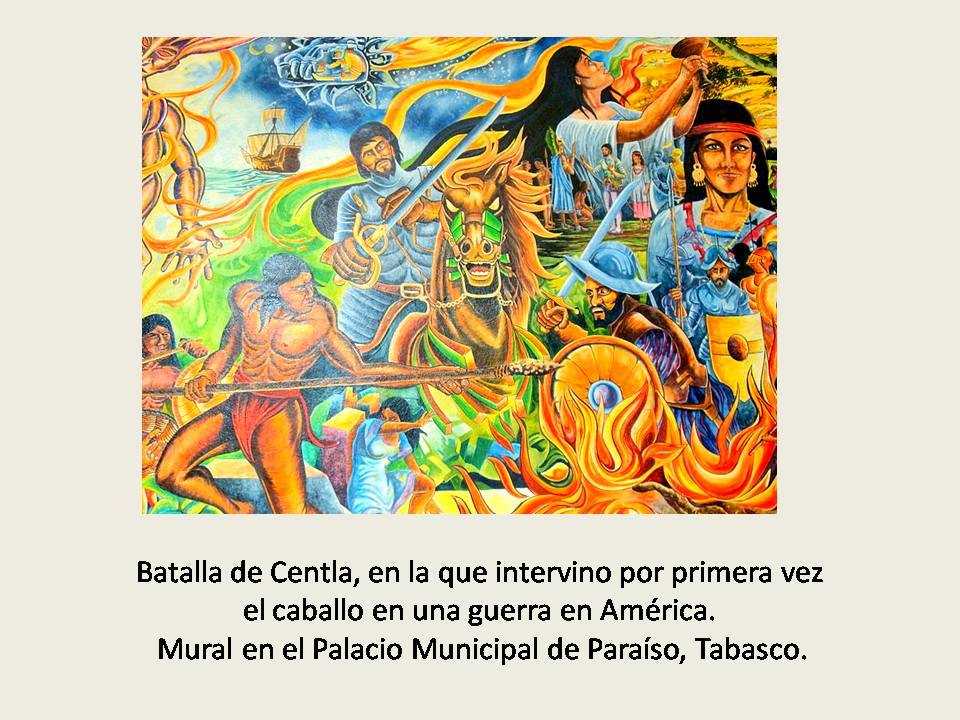 Batalla de Centla, en la que intervino por primera vez
el caballo en una guerra en América.
Mural en el Palacio Municipal de Paraíso, Tabasco.